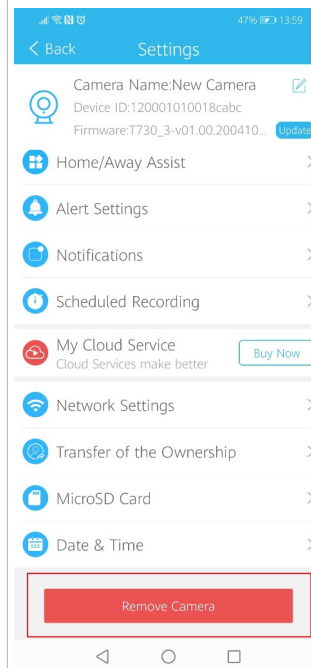 47% 13:59
Back Settings
Camera Name:New Camera
Device ID:120001010018cabc
Firmware:T730_3-v01.00.200410... Update
Home/Away Assist
Alert Settings
Notifications
Scheduled Recording
My Cloud Service
Cloud Services make better
Buy Now
Network Settings
Transfer of the Ownership
MicroSD Card
Date & Time
Remove Camera